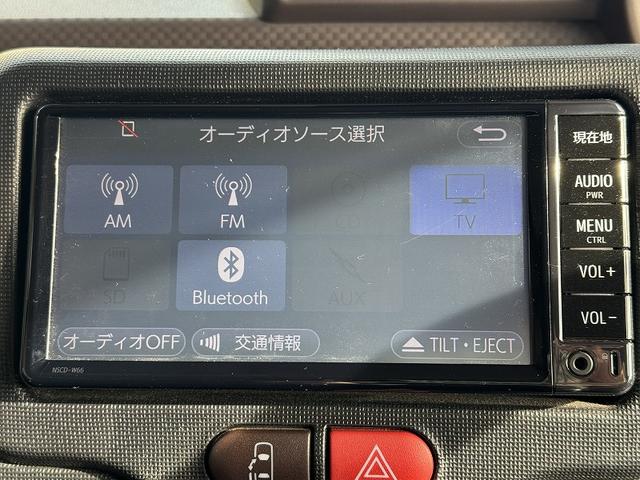 オーディオソース選択
AM
FM
CD
TV
SD
Bluetooth
AUX
オーディオOFF
交通情報
TILT・EJECT
NSCD-W66
現在地
AUDIO
PWR
MENU
CTRL
VOL+
VOL-